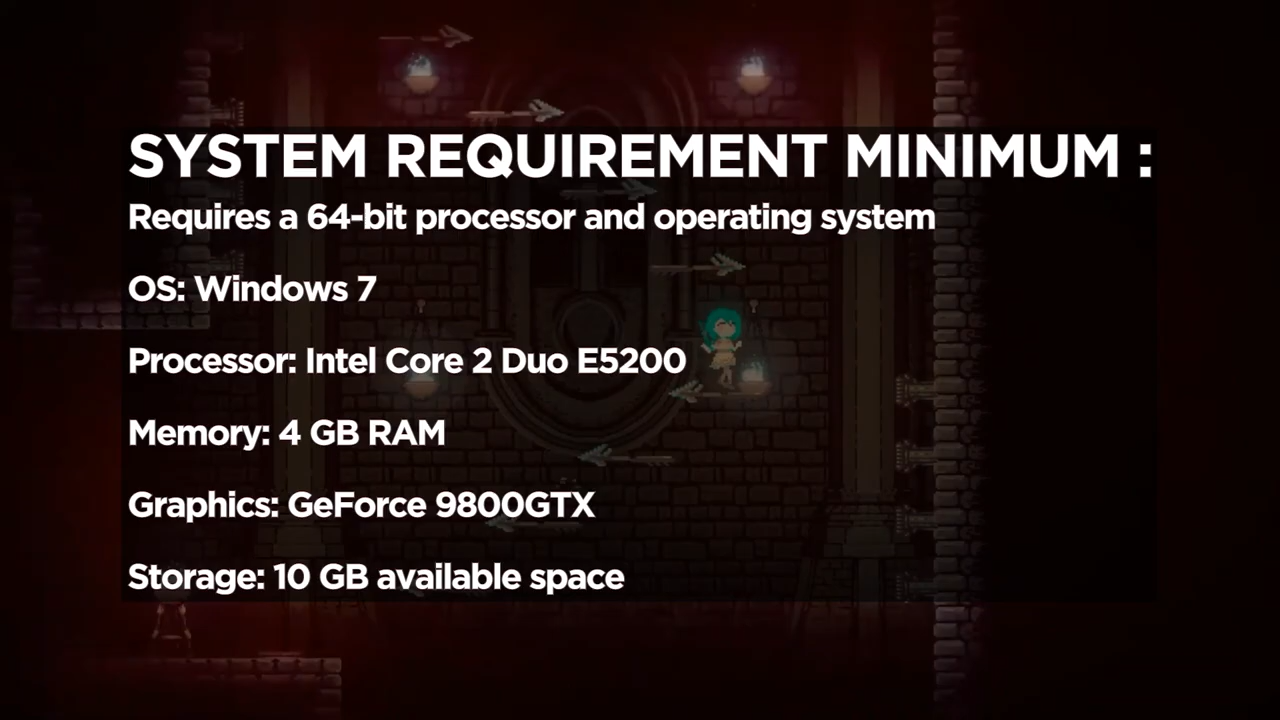 SYSTEM REQUIREMENT MINIMUM :
Requires a 64-bit processor and operating system
OS: Windows 7
Processor: Intel Core 2 Duo E5200
Memory: 4 GB RAM
Graphics: GeForce 9800GTX
Storage: 10 GB available space